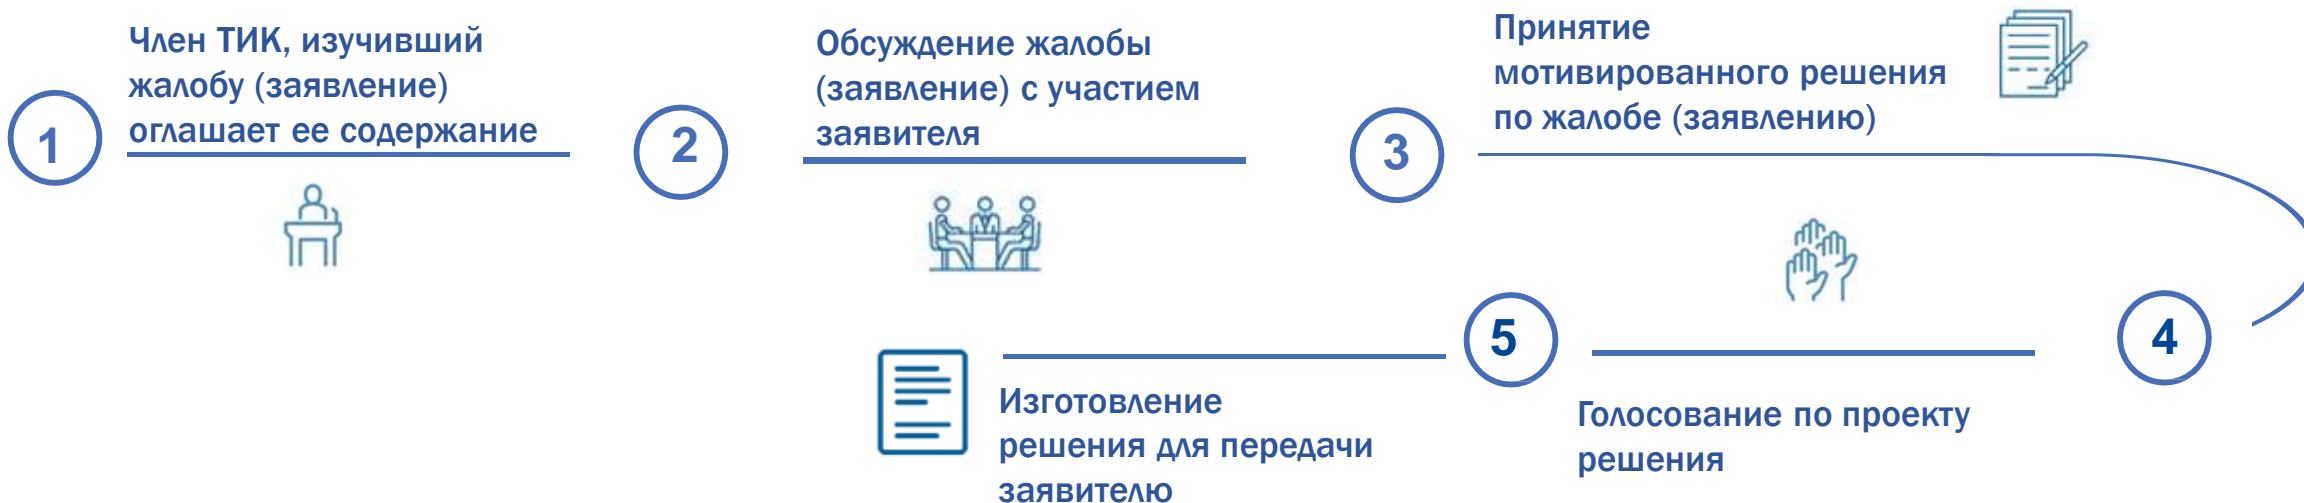 1
Член ТИК, изучивший
жалобу (заявление)
оглашает ее содержание
2
Обсуждение жалобы
(заявление) с участием
заявителя
3
Принятие
мотивированного решения
по жалобе (заявлению)
4
Голосование по проекту
решения
5
Изготовление
решения для передачи
заявителю